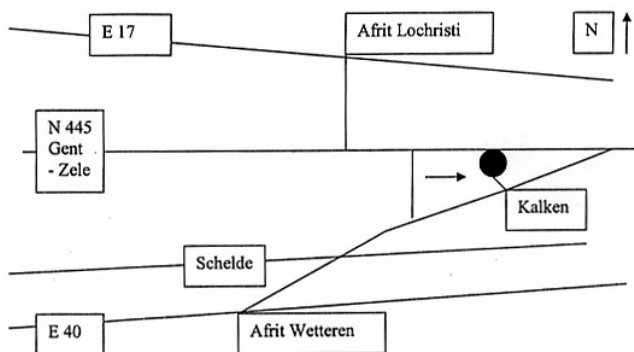 E 17
Afrit Lochristi
N
N 445
Gent
- Zele
Kalken
Schelde
E 40
Afrit Wetteren